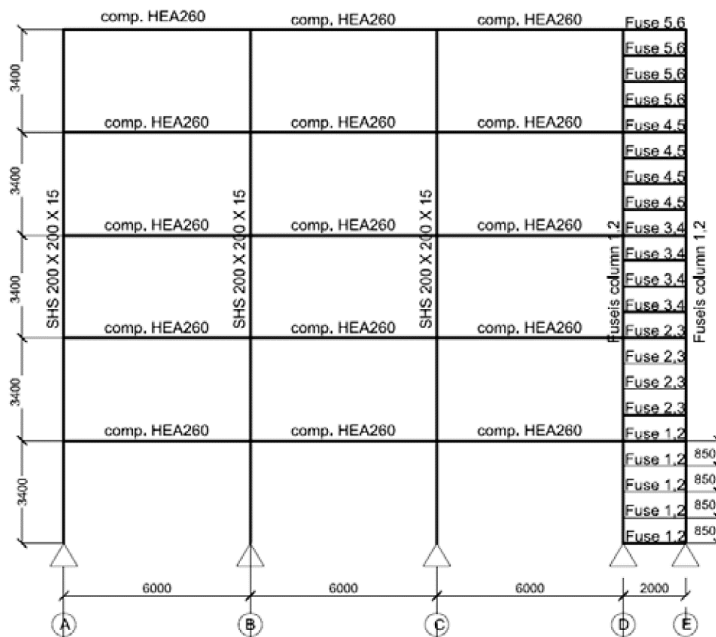 comp. HEA260 comp. HEA260 comp. HEA260 Fuse 5,6
Fuse 5,6
3400 Fuse 5,6
Fuse 5,6
comp. HEA260 comp. HEA260 comp. HEA260 Fuse 4,5
Fuse 4,5
3400 Fuse 4,5
Fuse 4,5
comp. HEA260 comp. HEA260 comp. HEA260 Fuse 3,4
SHS 200 X 200 X 15
SHS 200 X 200 X 15
SHS 200 X 200 X 15
Fuseis column 1,2
Fuseis column 1,2
Fuse 3,4
3400 Fuse 3,4
Fuse 3,4
comp. HEA260 comp. HEA260 comp. HEA260 Fuse 2,3
Fuse 2,3
3400 Fuse 2,3
Fuse 2,3
comp. HEA260 comp. HEA260 comp. HEA260 Fuse 1,2
Fuse 1,2 850
3400 Fuse 1,2 850
Fuse 1,2 850
Fuse 1,2 850
6000 6000 6000 2000
A B C D E